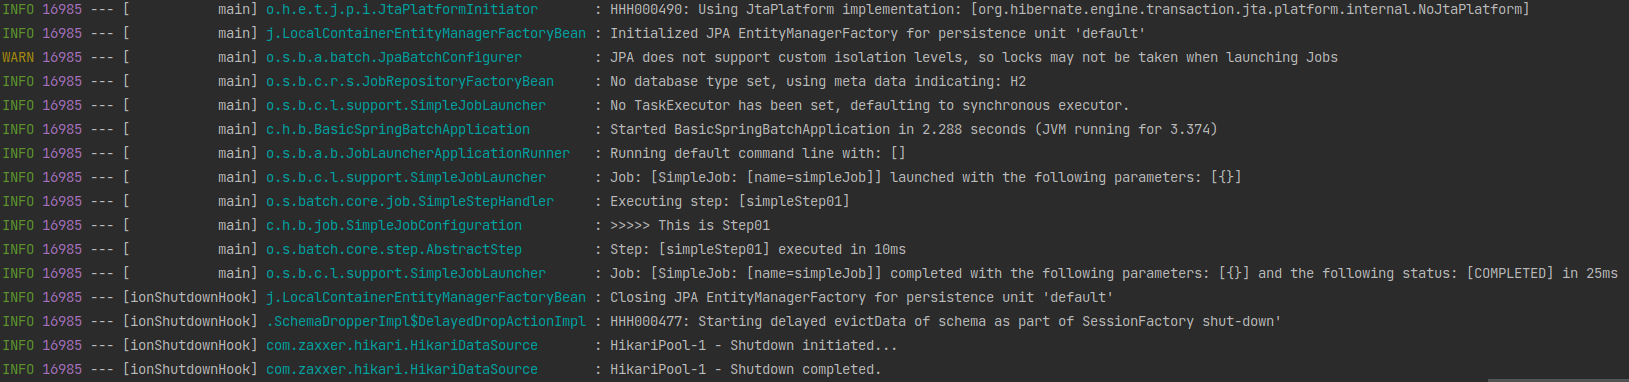 INFO 16985 --- [           main] o.h.e.t.j.p.i.JtaPlatformInitiator       : HHH000490: Using JtaPlatform implementation: [org.hibernate.engine.transaction.jta.platform.internal.NoJtaPlatform]
INFO 16985 --- [           main] j.LocalContainerEntityManagerFactoryBean : Initialized JPA EntityManagerFactory for persistence unit 'default'
WARN 16985 --- [           main] o.s.b.a.batch.JpaBatchConfigurer         : JPA does not support custom isolation levels, so locks may not be taken when launching Jobs
INFO 16985 --- [           main] o.s.b.c.r.s.JobRepositoryFactoryBean     : No database type set, using meta data indicating: H2
INFO 16985 --- [           main] o.s.b.c.l.support.SimpleJobLauncher      : No TaskExecutor has been set, defaulting to synchronous executor.
INFO 16985 --- [           main] c.h.b.BasicSpringBatchApplication        : Started BasicSpringBatchApplication in 2.288 seconds (JVM running for 3.374)
INFO 16985 --- [           main] o.s.b.a.b.JobLauncherApplicationRunner   : Running default command line with: []
INFO 16985 --- [           main] o.s.b.c.l.support.SimpleJobLauncher      : Job: [SimpleJob: [name=simpleJob]] launched with the following parameters: [{}]
INFO 16985 --- [           main] o.s.batch.core.job.SimpleStepHandler     : Executing step: [simpleStep01]
INFO 16985 --- [           main] c.h.b.job.SimpleJobConfiguration         : >>>>> This is Step01
INFO 16985 --- [           main] o.s.batch.core.step.AbstractStep         : Step: [simpleStep01] executed in 10ms
INFO 16985 --- [           main] o.s.b.c.l.support.SimpleJobLauncher      : Job: [SimpleJob: [name=simpleJob]] completed with the following parameters: [{}] and the following status: [COMPLETED] in 25ms
INFO 16985 --- [ionShutdownHook] j.LocalContainerEntityManagerFactoryBean : Closing JPA EntityManagerFactory for persistence unit 'default'
INFO 16985 --- [ionShutdownHook] .SchemaDropperImpl$DelayedDropActionImpl : HHH000477: Starting delayed evictData of schema as part of SessionFactory shut-down'
INFO 16985 --- [ionShutdownHook] com.zaxxer.hikari.HikariDataSource       : HikariPool-1 - Shutdown initiated...
INFO 16985 --- [ionShutdownHook] com.zaxxer.hikari.HikariDataSource       : HikariPool-1 - Shutdown completed.